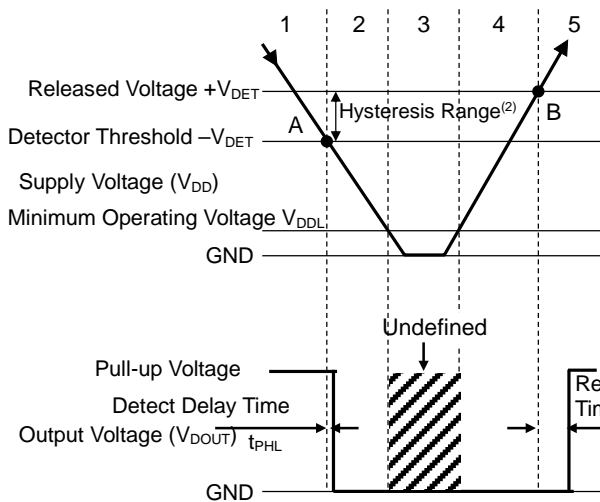 1 2 3 4 5
Released Voltage +VDET
Hysteresis Range(2)
A
B
Detector Threshold –VDET
Supply Voltage (VDD)
Minimum Operating Voltage VDDL
GND
Undefined
Pull-up Voltage
Detect Delay Time
Output Voltage (VDOUT) tPHL
GND